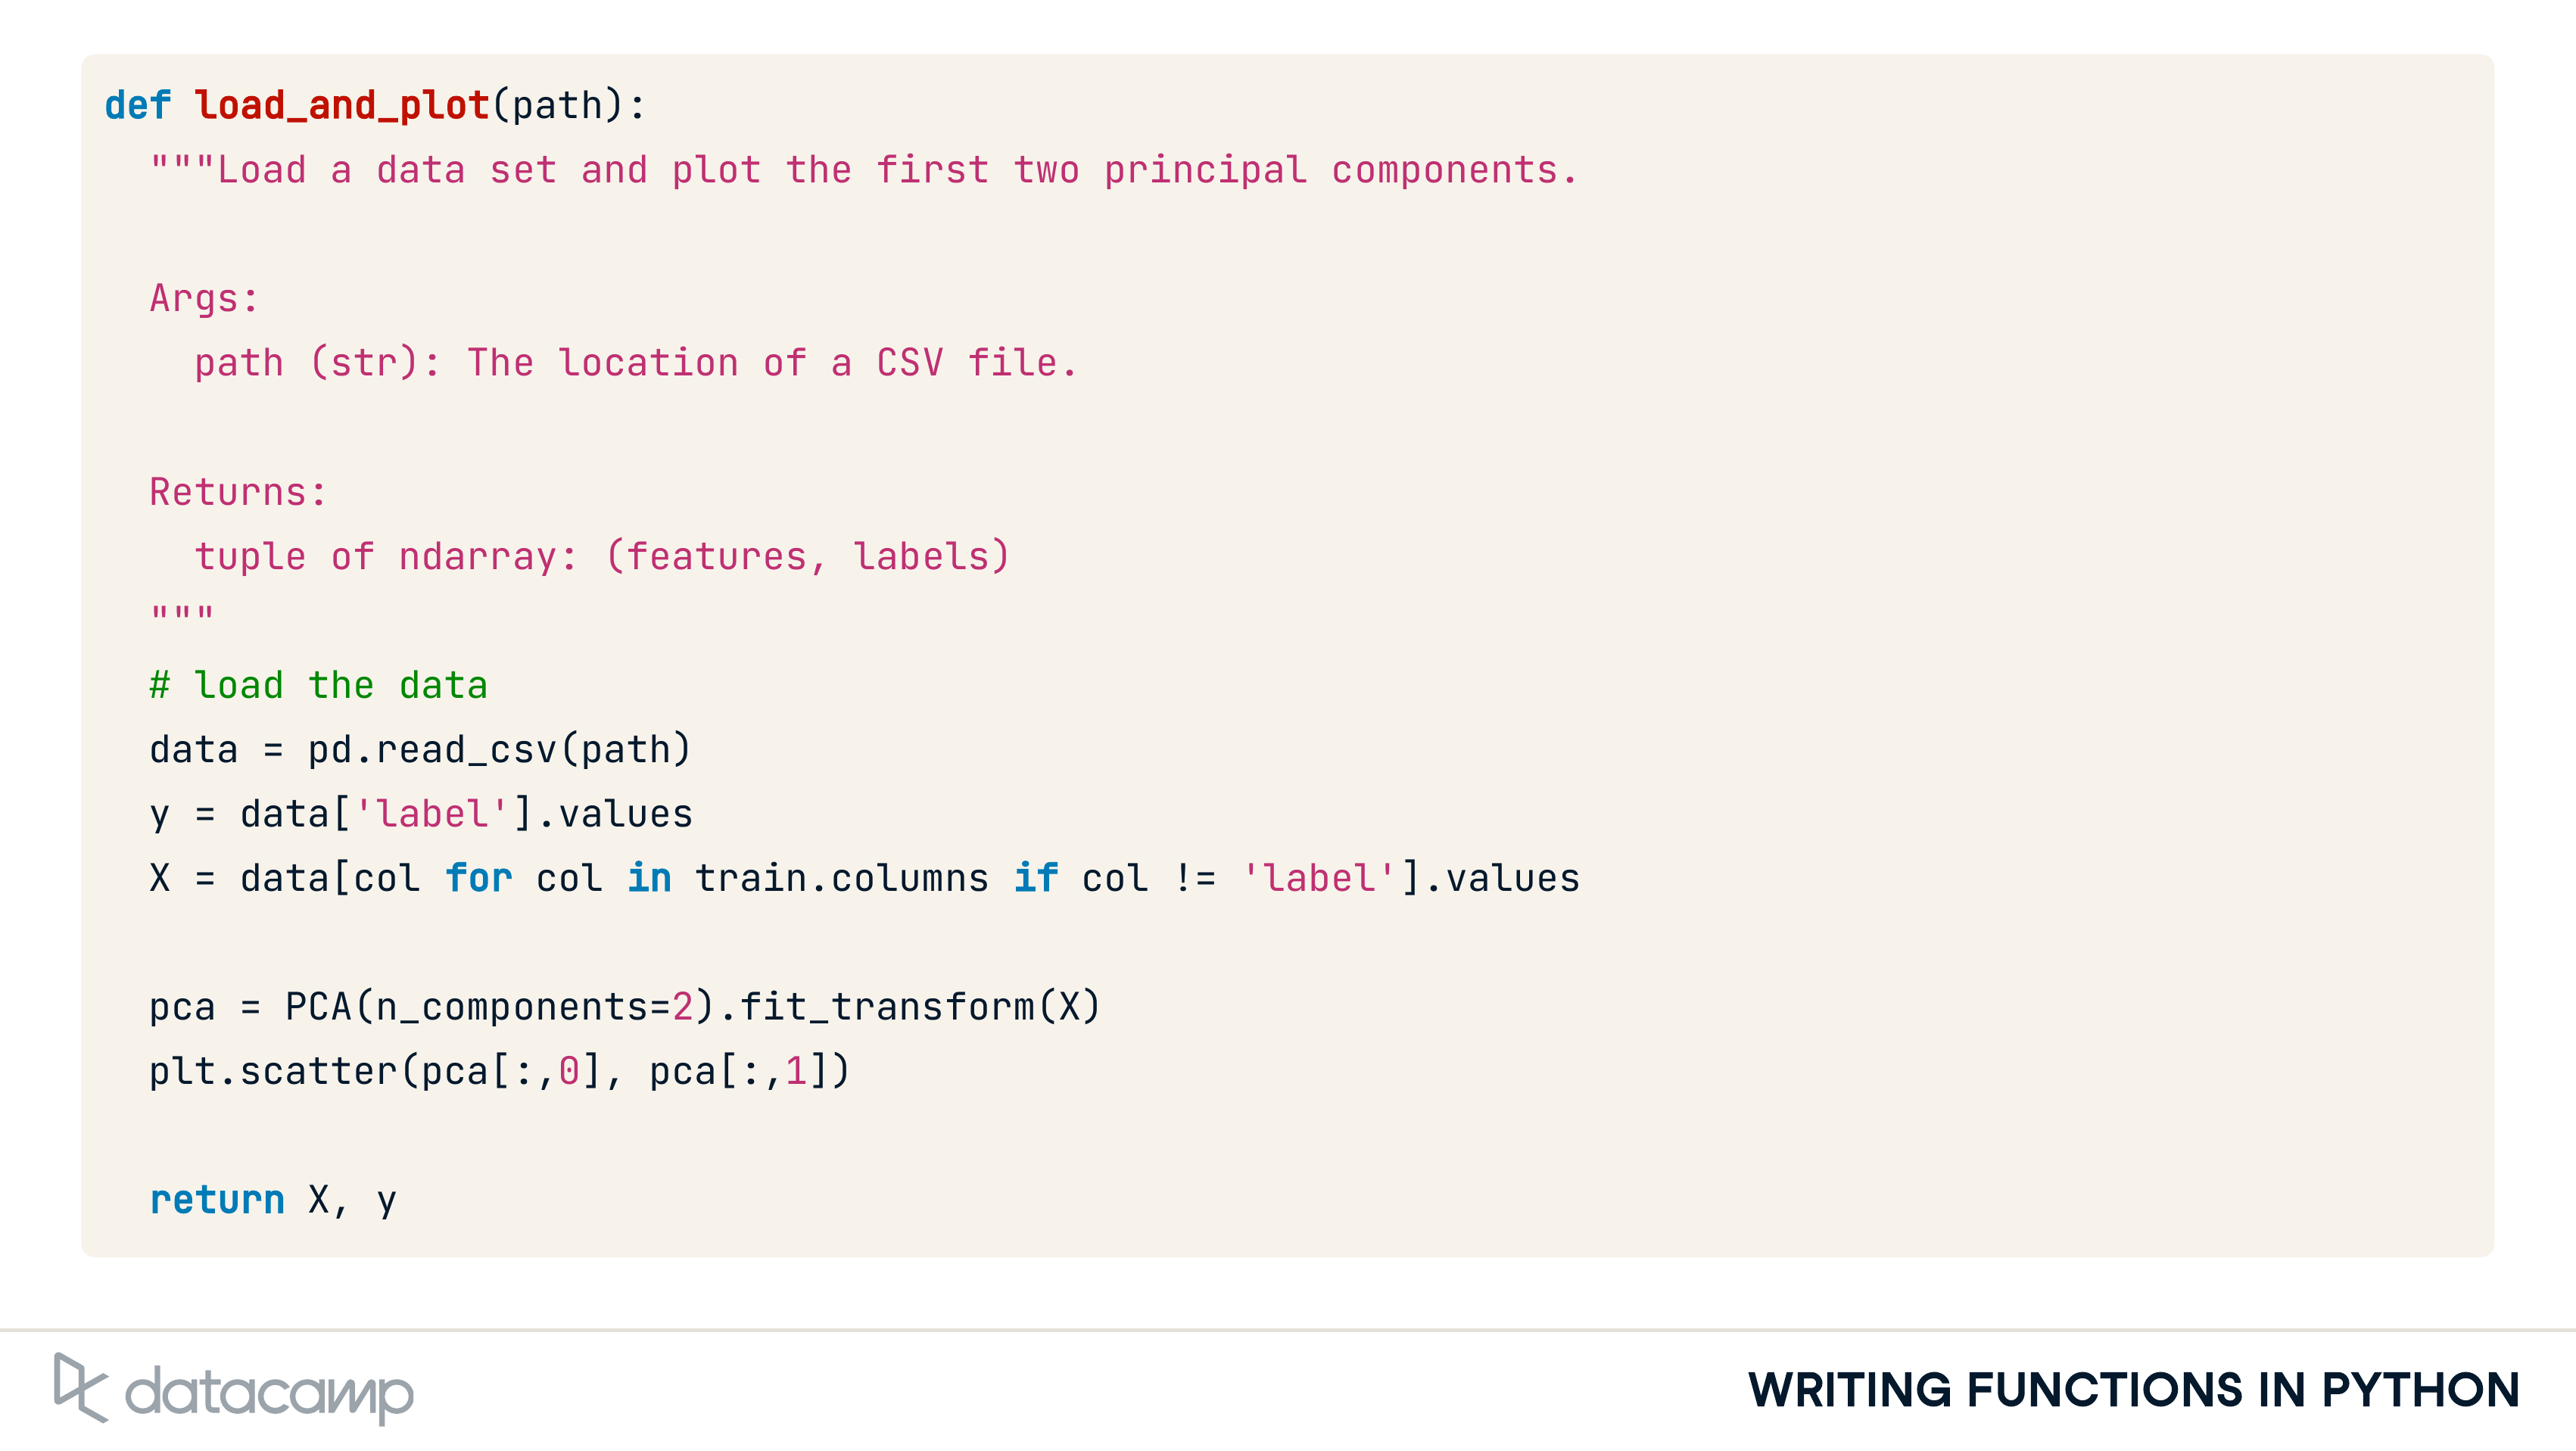 def load_and_plot(path):
  """Load a data set and plot the first two principal components.

  Args:
    path (str): The location of a CSV file.

  Returns:
    tuple of ndarray: (features, labels)
  """
  # load the data
  data = pd.read_csv(path)
  y = data['label'].values
  X = data[col for col in train.columns if col != 'label'].values

  pca = PCA(n_components=2).fit_transform(X)
  plt.scatter(pca[:,0], pca[:,1])

  return X, y
datacamp
WRITING FUNCTIONS IN PYTHON